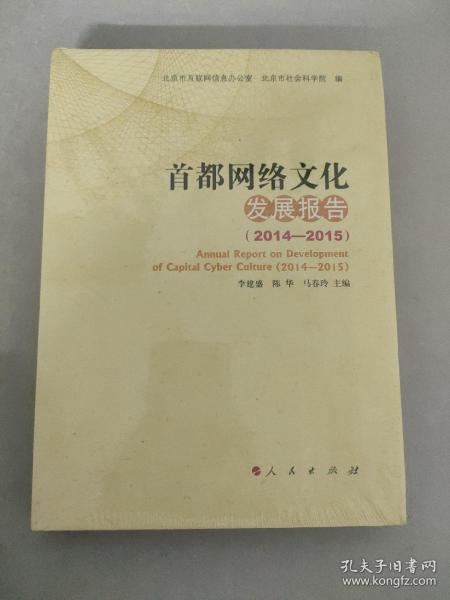 北京市互联网信息办公室 北京市社会科学院 编
首都网络文化
发展报告
（2014—2015）
Annual Report on Development
of Capital Cyber Culture (2014—2015)
李建盛 陈华 马春玲 主编
人民出版社
孔夫子旧书网
www.kongfz.com